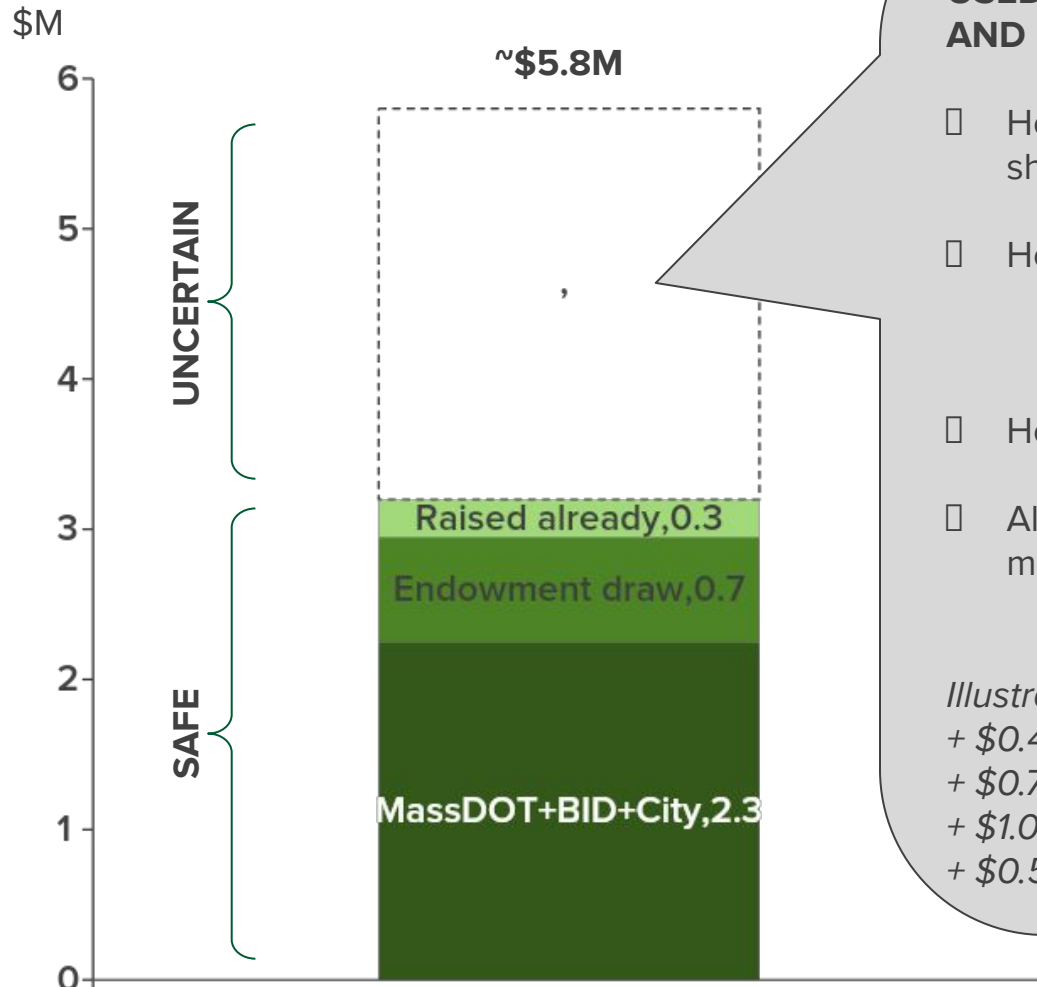 $M
~$5.8M
6
5
4
3
2
1
0
UNCERTAIN
SAFE
,
Raised already,0.3
Endowment draw,0.7
MassDOT+BID+City,2.3
AND
sh
+ $0.4
+ $0.7
+ $1.0
+ $0.5